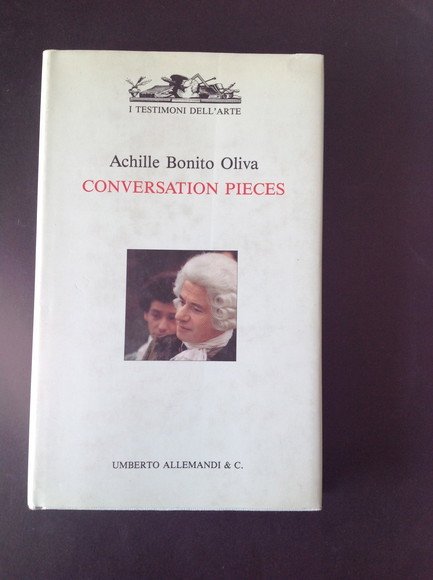 I TESTIMONI DELL'ARTE
Achille Bonito Oliva
CONVERSATION PIECES
UMBERTO ALLEMANDI & C.